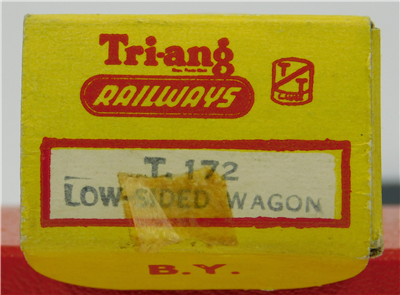 Tri-ang
RAILWAYS
T T
T. 172
LOW-SIDED WAGON
B.Y.